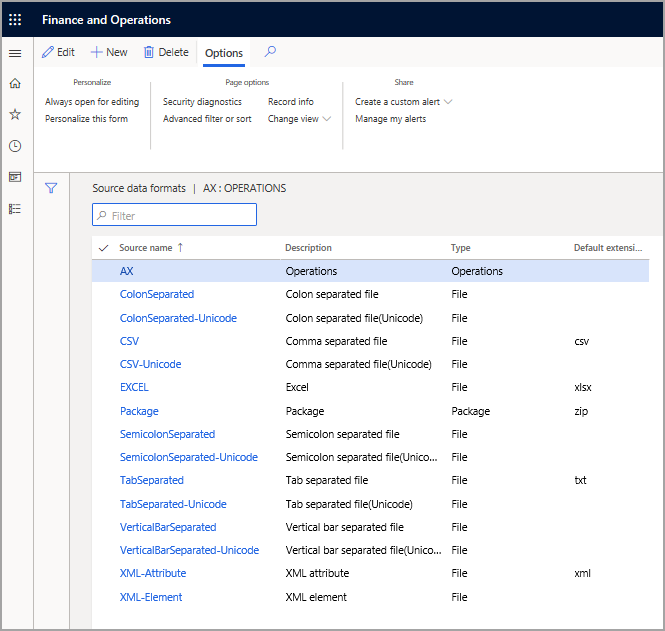 Finance and Operations
Edit New Delete Options
Personalize Page options Share
Always open for editing Security diagnostics Record info Create a custom alert
Personalize this form Advanced filter or sort Change view Manage my alerts
Source data formats | AX : OPERATIONS
Filter
Source name ↑ Description Type Default extensi...
AX Operations Operations
ColonSeparated Colon separated file File
ColonSeparated-Unicode Colon separated file(Unicode) File
CSV Comma separated file File csv
CSV-Unicode Comma separated file(Unicode) File
EXCEL Excel File xlsx
Package Package Package zip
SemicolonSeparated Semicolon separated file File
SemicolonSeparated-Unicode Semicolon separated file(Unico... File
TabSeparated Tab separated file File txt
TabSeparated-Unicode Tab separated file(Unicode) File
VerticalBarSeparated Vertical bar separated file File
VerticalBarSeparated-Unicode Vertical bar separated file(Unico... File
XML-Attribute XML attribute File xml
XML-Element XML element File